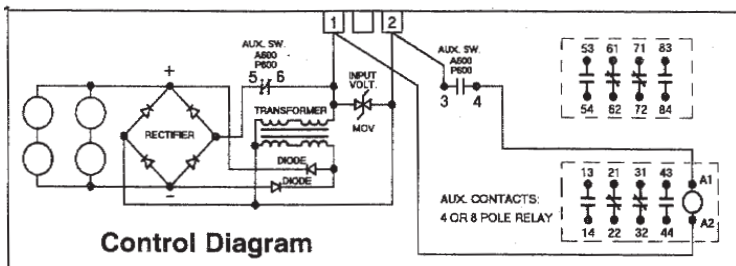 1 2
AUX. SW.
A600
P600
5 6
AUX. SW.
A600
P600
3 4
INPUT
VOLT.
MOV
TRANSFORMER
+
RECTIFIER
−
DIODE
DIODE
53 61 71 83
54 62 72 84
AUX. CONTACTS:
4 OR 8 POLE RELAY
13 21 31 43
14 22 32 44
A1
A2
Control Diagram